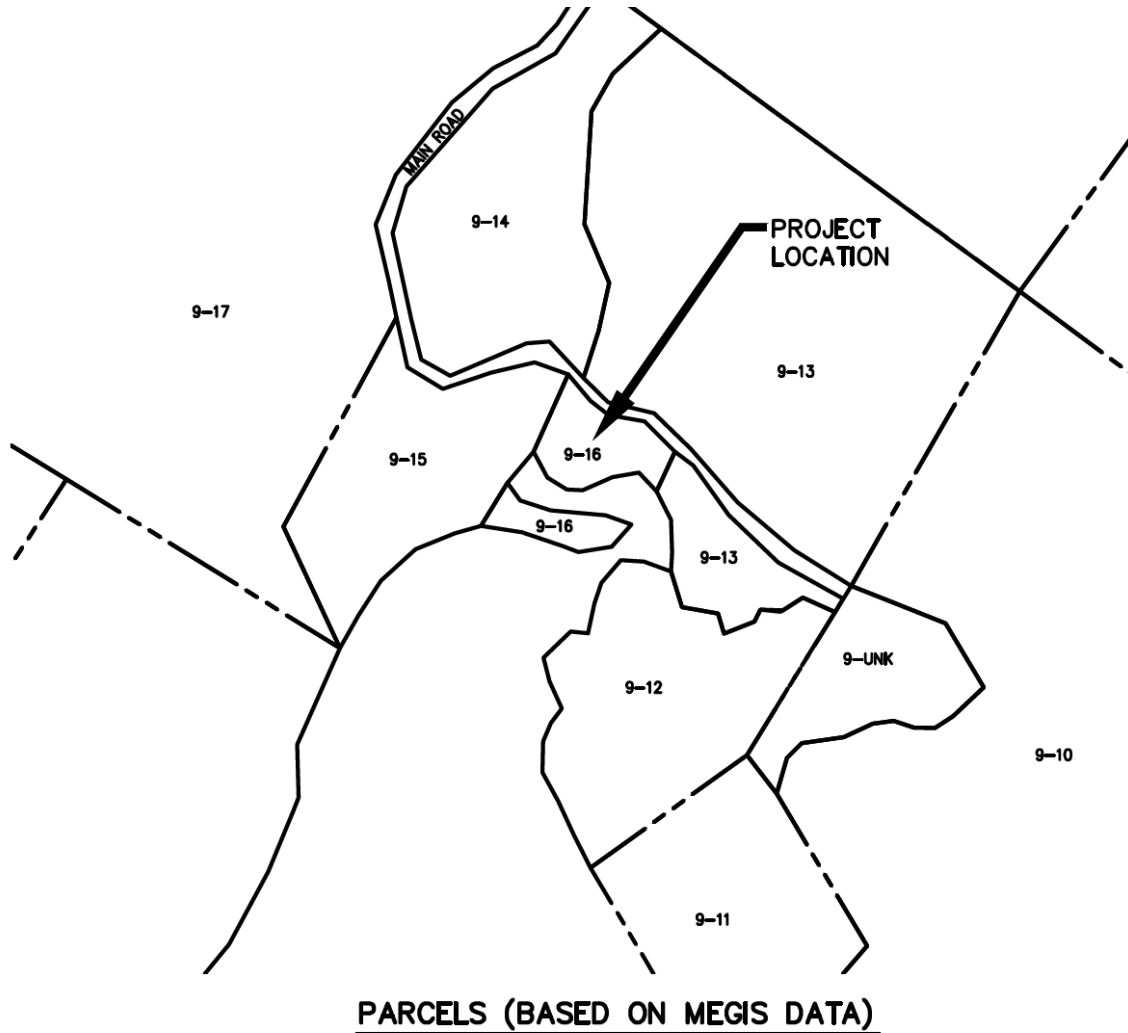 MAIN ROAD
9-14
PROJECT
LOCATION
9-17
9-13
9-15
9-16
9-16
9-13
9-UNK
9-12
9-10
9-11
PARCELS (BASED ON MEGIS DATA)